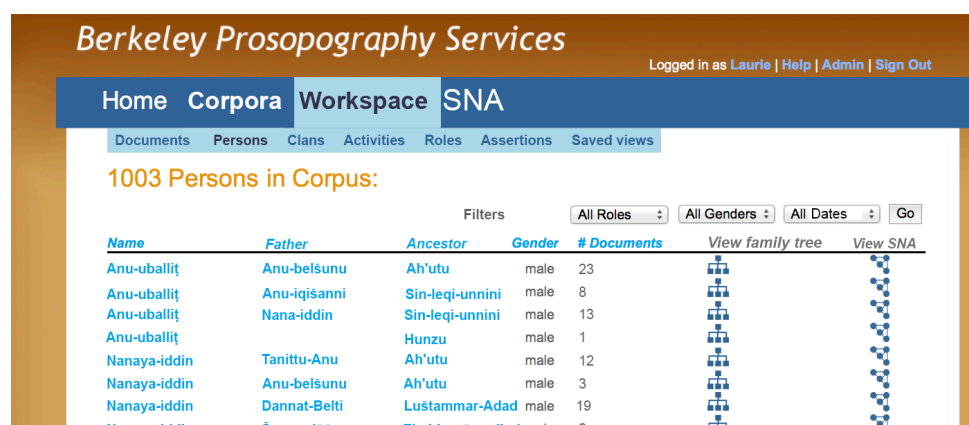 Berkeley Prosopography Services
Logged in as Laurie | Help | Admin | Sign Out
Home Corpora Workspace SNA
Documents Persons Clans Activities Roles Assertions Saved views
1003 Persons in Corpus:
Filters All Roles All Genders All Dates Go
Name Father Ancestor Gender # Documents View family tree View SNA
Anu-uballiṭ Anu-belšunu Ah'utu male 23
Anu-uballiṭ Anu-iqišanni Sin-leqi-unnini male 8
Anu-uballiṭ Nana-iddin Sin-leqi-unnini male 13
Anu-uballiṭ Hunzu male 1
Nanaya-iddin Tanittu-Anu Ah'utu male 12
Nanaya-iddin Anu-belšunu Ah'utu male 3
Nanaya-iddin Dannat-Belti Luštammar-Adad male 19